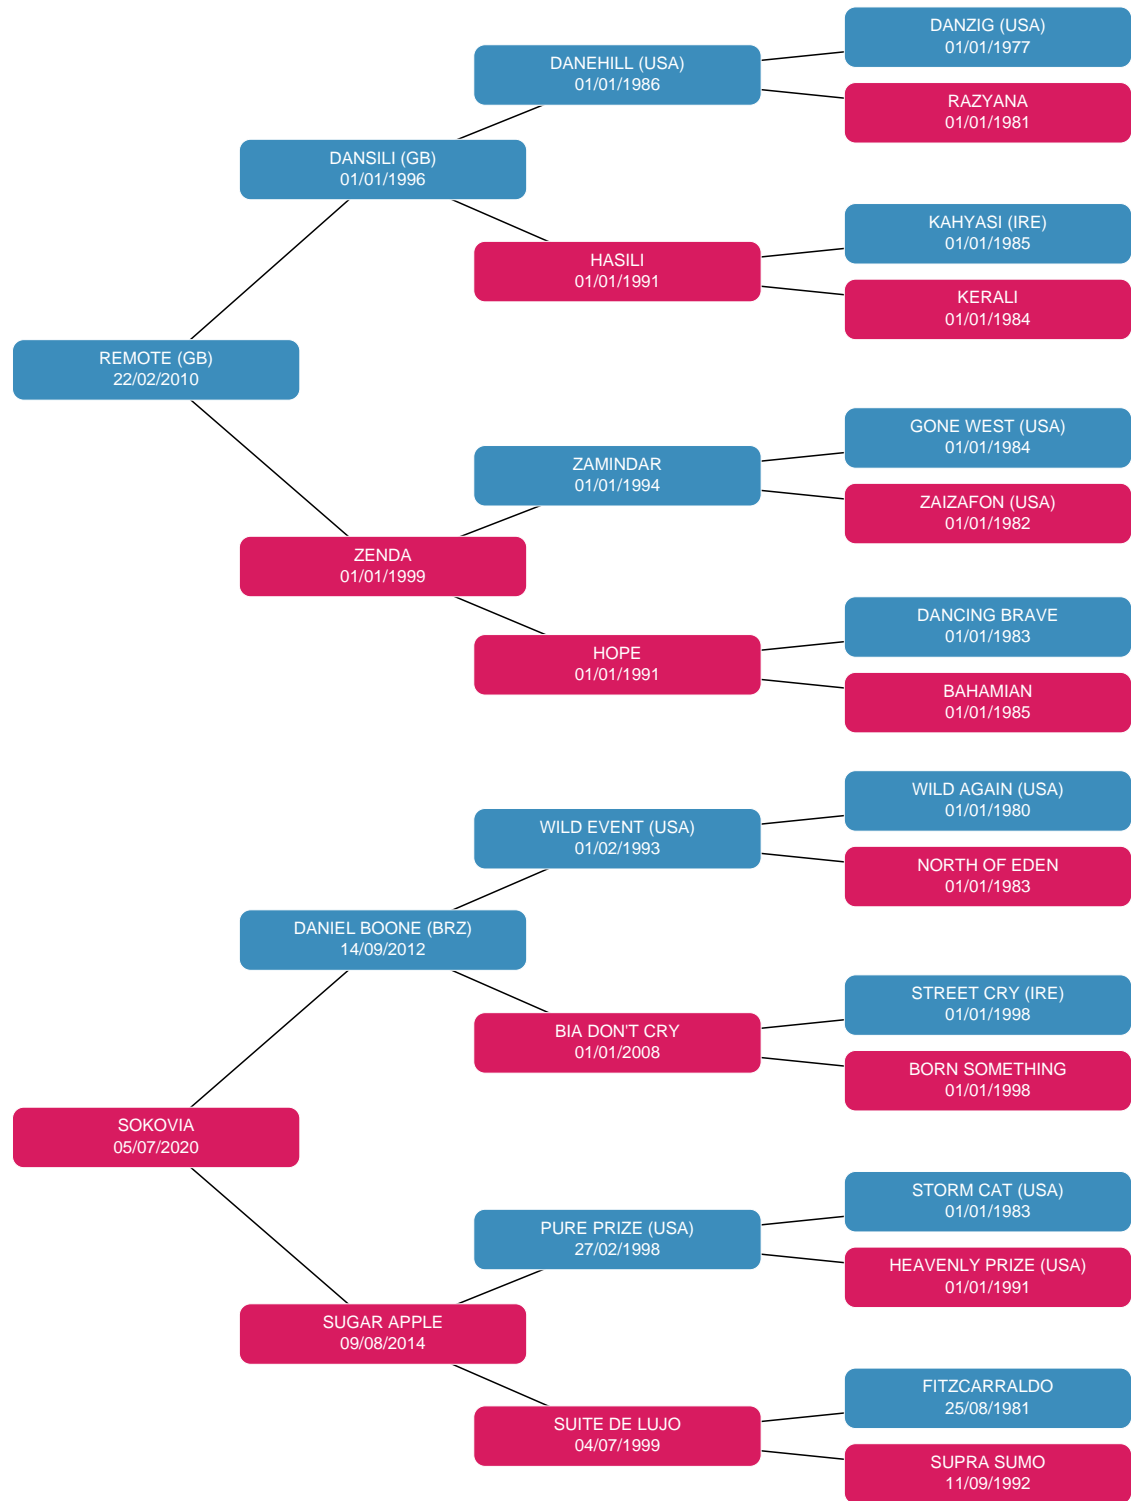 DANZIG (USA)
01/01/1977
DANEHILL (USA)
01/01/1986
RAZYANA
01/01/1981
DANSILI (GB)
01/01/1996
KAHYASI (IRE)
01/01/1985
HASILI
01/01/1991
KERALI
01/01/1984
REMOTE (GB)
22/02/2010
GONE WEST (USA)
01/01/1984
ZAMINDAR
01/01/1994
ZAIZAFON (USA)
01/01/1982
ZENDA
01/01/1999
DANCING BRAVE
01/01/1983
HOPE
01/01/1991
BAHAMIAN
01/01/1985
WILD AGAIN (USA)
01/01/1980
WILD EVENT (USA)
01/02/1993
NORTH OF EDEN
01/01/1983
DANIEL BOONE (BRZ)
14/09/2012
STREET CRY (IRE)
01/01/1998
BIA DON'T CRY
01/01/2008
BORN SOMETHING
01/01/1998
SOKOVIA
05/07/2020
STORM CAT (USA)
01/01/1983
PURE PRIZE (USA)
27/02/1998
HEAVENLY PRIZE (USA)
01/01/1991
SUGAR APPLE
09/08/2014
FITZCARRALDO
25/08/1981
SUITE DE LUJO
04/07/1999
SUPRA SUMO
11/09/1992